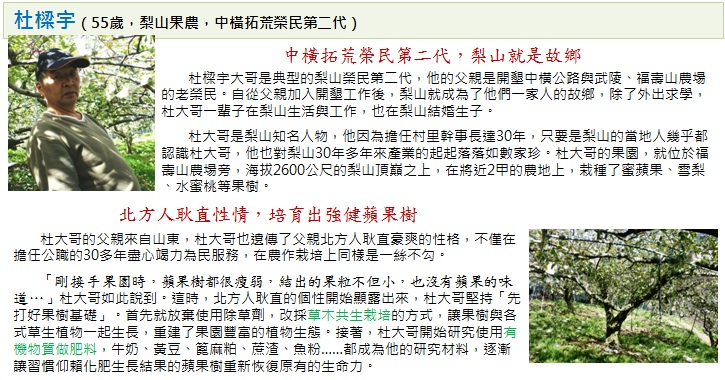 杜樑宇（55歲，梨山果農，中橫拓荒榮民第二代）
中橫拓荒榮民第二代，梨山就是故鄉
杜樑宇大哥是典型的梨山榮民第二代，他的父親是開墾中橫公路與武陵、福壽山農場
的老榮民。自從父親加入開墾工作後，梨山就成為了他們一家人的故鄉，除了外出求學，
杜大哥一輩子在梨山生活與工作，也在梨山結婚生子。
杜大哥是梨山知名人物，他因為擔任村里幹事長達30年，只要是梨山的當地人幾乎都
認識杜大哥，他也對梨山30年多年來產業的起起落落如數家珍。杜大哥的果園，就位於福
壽山農場旁，海拔2600公尺的梨山頂巔之上，在將近2甲的農地上，栽種了蜜蘋果、雪梨
、水蜜桃等果樹。
北方人耿直性情，培育出強健蘋果樹
杜大哥的父親來自山東，杜大哥也遺傳了父親北方人耿直豪爽的性格，不僅在
擔任公職的30多年盡心竭力為民服務，在農作栽培上同樣是一絲不勾。
「剛接手果園時，蘋果樹都很瘦弱，結出的果粒不但小，也沒有蘋果的味
道…」杜大哥如此說到。這時，北方人耿直的個性開始顯露出來，杜大哥堅持「先
打好果樹基礎」。首先就放棄使用除草劑，改採草木共生栽培的方式，讓果樹與各
式草生植物一起生長，重建了果園豐富的植物生態。接著，杜大哥開始研究使用有
機物質做肥料，牛奶、黃豆、蓖麻粕、蔗渣、魚粉……都成為他的研究材料，逐漸
讓習慣仰賴化肥生長結果的蘋果樹重新恢復原有的生命力。